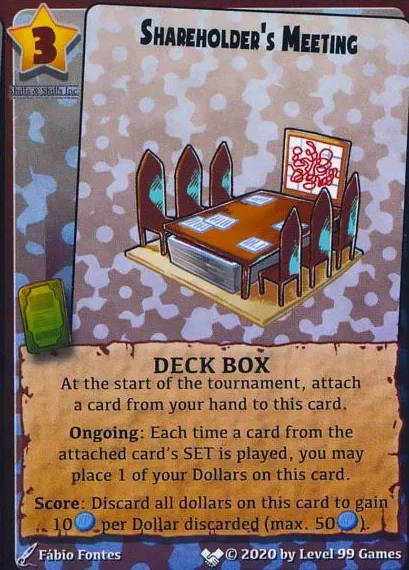 3
SHAREHOLDER'S MEETING
Skills & Skills Inc.
DECK BOX
At the start of the tournament, attach
a card from your hand to this card.
Ongoing: Each time a card from the
attached card's SET is played, you may
place 1 of your Dollars on this card.
Score: Discard all dollars on this card to gain
10 per Dollar discarded (max. 50 ).
Fábio Fontes
© 2020 by Level 99 Games